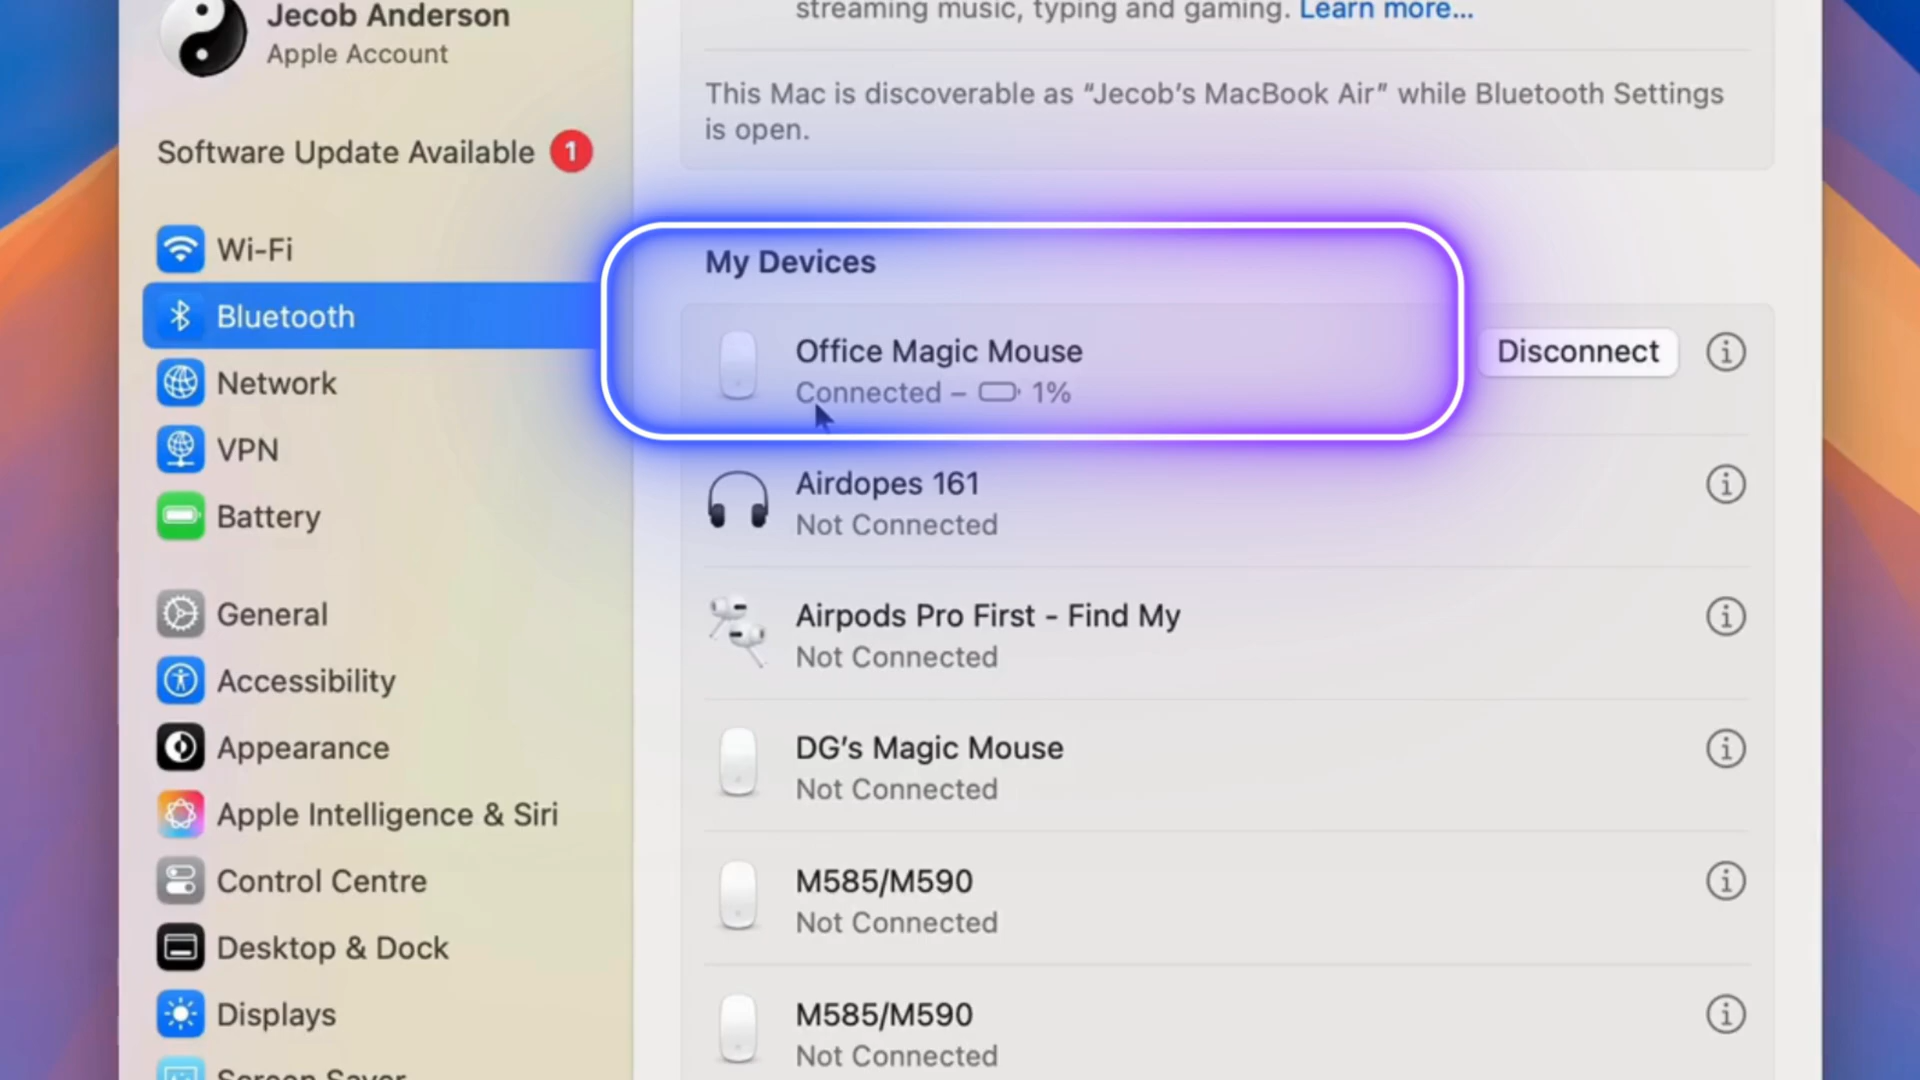 Jecob Anderson
Apple Account
Software Update Available 1
Wi-Fi
Bluetooth
Network
VPN
Battery
General
Accessibility
Appearance
Apple Intelligence & Siri
Control Centre
Desktop & Dock
Displays
Screen Saver
streaming music, typing and gaming. Learn more...
This Mac is discoverable as “Jecob’s MacBook Air” while Bluetooth Settings
is open.
My Devices
Office Magic Mouse
Connected – 1%
Disconnect
Airdopes 161
Not Connected
Airpods Pro First - Find My
Not Connected
DG’s Magic Mouse
Not Connected
M585/M590
Not Connected
M585/M590
Not Connected